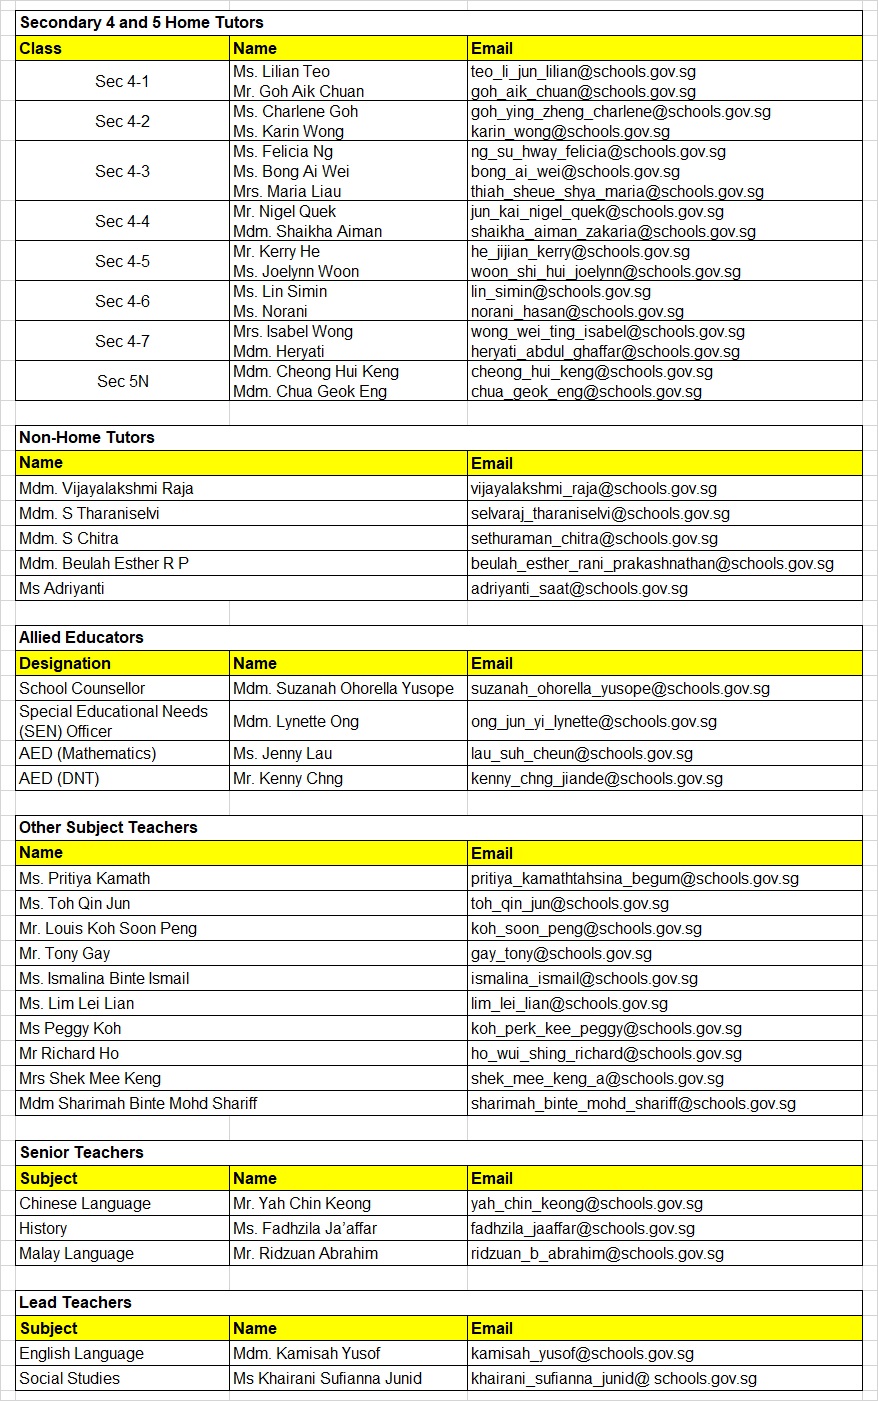 Secondary 4 and 5 Home Tutors
Class Name Email
Sec 4-1
Ms. Lilian Teo teo_li_jun_lilian@schools.gov.sg
Mr. Goh Aik Chuan goh_aik_chuan@schools.gov.sg
Sec 4-2
Ms. Charlene Goh goh_ying_zheng_charlene@schools.gov.sg
Ms. Karin Wong karin_wong@schools.gov.sg
Sec 4-3
Ms. Felicia Ng ng_su_hway_felicia@schools.gov.sg
Ms. Bong Ai Wei bong_ai_wei@schools.gov.sg
Mrs. Maria Liau thiah_sheue_shya_maria@schools.gov.sg
Sec 4-4
Mr. Nigel Quek jun_kai_nigel_quek@schools.gov.sg
Mdm. Shaikha Aiman shaikha_aiman_zakaria@schools.gov.sg
Sec 4-5
Mr. Kerry He he_jijian_kerry@schools.gov.sg
Ms. Joelynn Woon woon_shi_hui_joelynn@schools.gov.sg
Sec 4-6
Ms. Lin Simin lin_simin@schools.gov.sg
Ms. Norani norani_hasan@schools.gov.sg
Sec 4-7
Mrs. Isabel Wong wong_wei_ting_isabel@schools.gov.sg
Mdm. Heryati heryati_abdul_ghaffar@schools.gov.sg
Sec 5N
Mdm. Cheong Hui Keng cheong_hui_keng@schools.gov.sg
Mdm. Chua Geok Eng chua_geok_eng@schools.gov.sg
Non-Home Tutors
Name Email
Mdm. Vijayalakshmi Raja vijayalakshmi_raja@schools.gov.sg
Mdm. S Tharaniselvi selvaraj_tharaniselvi@schools.gov.sg
Mdm. S Chitra sethuraman_chitra@schools.gov.sg
Mdm. Beulah Esther R P beulah_esther_rani_prakashnathan@schools.gov.sg
Ms Adriyanti adriyanti_saat@schools.gov.sg
Allied Educators
Designation Name Email
School Counsellor Mdm. Suzanah Ohorella Yusope suzanah_ohorella_yusope@schools.gov.sg
Special Educational Needs
(SEN) Officer Mdm. Lynette Ong ong_jun_yi_lynette@schools.gov.sg
AED (Mathematics) Ms. Jenny Lau lau_suh_cheun@schools.gov.sg
AED (DNT) Mr. Kenny Chng kenny_chng_jiande@schools.gov.sg
Other Subject Teachers
Name Email
Ms. Pritiya Kamath pritiya_kamathtahsina_begum@schools.gov.sg
Ms. Toh Qin Jun toh_qin_jun@schools.gov.sg
Mr. Louis Koh Soon Peng koh_soon_peng@schools.gov.sg
Mr. Tony Gay gay_tony@schools.gov.sg
Ms. Ismalina Binte Ismail ismalina_ismail@schools.gov.sg
Ms. Lim Lei Lian lim_lei_lian@schools.gov.sg
Ms Peggy Koh koh_perk_kee_peggy@schools.gov.sg
Mr Richard Ho ho_wui_shing_richard@schools.gov.sg
Mrs Shek Mee Keng shek_mee_keng_a@schools.gov.sg
Mdm Sharimah Binte Mohd Shariff sharimah_binte_mohd_shariff@schools.gov.sg
Senior Teachers
Subject Name Email
Chinese Language Mr. Yah Chin Keong yah_chin_keong@schools.gov.sg
History Ms. Fadhzila Ja’affar fadhzila_jaaffar@schools.gov.sg
Malay Language Mr. Ridzuan Abrahim ridzuan_b_abrahim@schools.gov.sg
Lead Teachers
Subject Name Email
English Language Mdm. Kamisah Yusof kamisah_yusof@schools.gov.sg
Social Studies Ms Khairani Sufianna Junid khairani_sufianna_junid@ schools.gov.sg